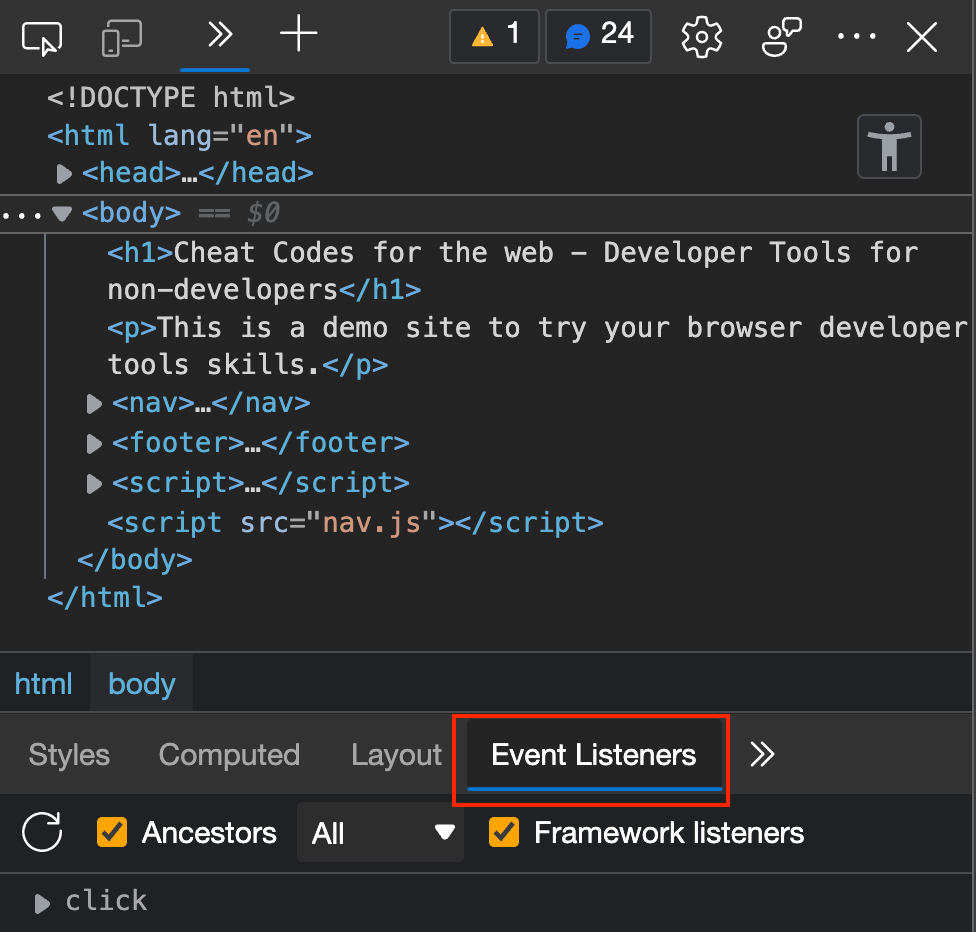 1 24
<!DOCTYPE html>
<html lang="en">
<head>…</head>
… <body> == $0
<h1>Cheat Codes for the web – Developer Tools for
non-developers</h1>
<p>This is a demo site to try your browser developer
tools skills.</p>
<nav>…</nav>
<footer>…</footer>
<script>…</script>
<script src="nav.js"></script>
</body>
</html>
html body
Styles Computed Layout Event Listeners
Ancestors All Framework listeners
click